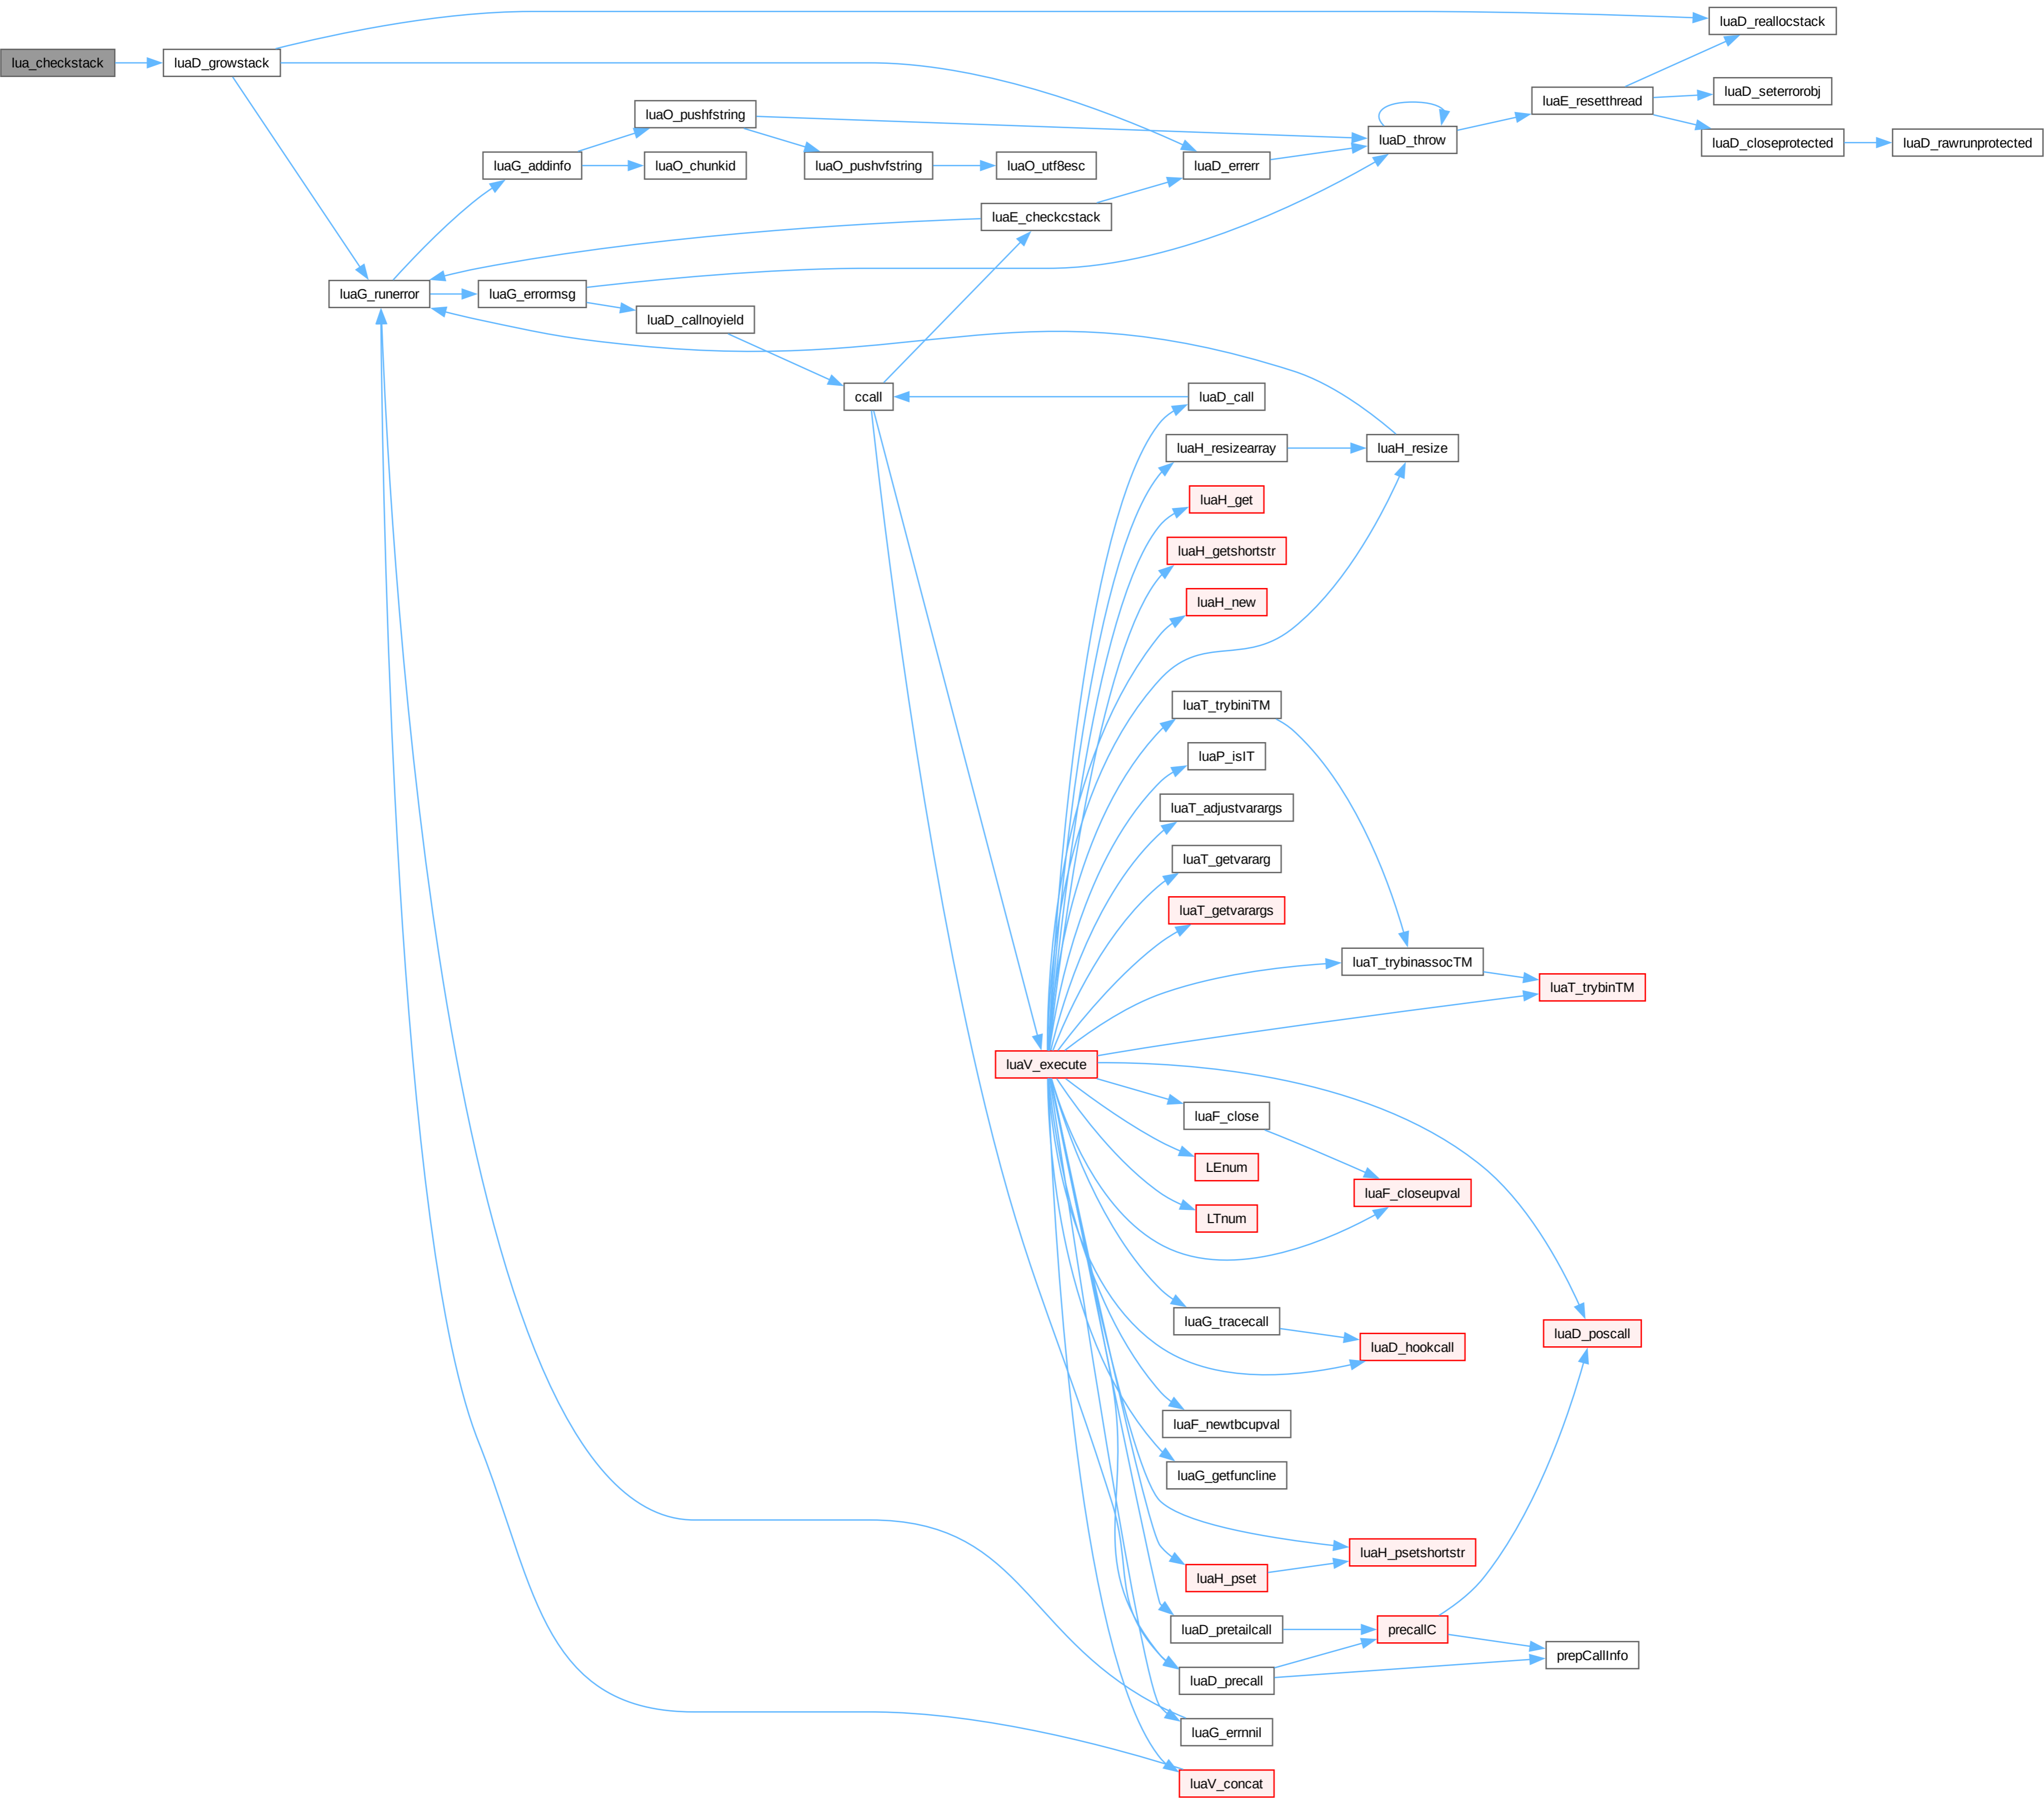 luaD_reallocstack
lua_checkstack
luaD_growstack
luaD_seterrorobj
luaE_resetthread
luaO_pushfstring
luaD_throw
luaD_closeprotected
luaD_rawrunprotected
luaG_addinfo
luaO_chunkid
luaO_pushvfstring
luaO_utf8esc
luaD_errerr
luaE_checkcstack
luaG_runerror
luaG_errormsg
luaD_callnoyield
ccall
luaD_call
luaH_resizearray
luaH_resize
luaH_get
luaH_getshortstr
luaH_new
luaT_trybiniTM
luaP_isIT
luaT_adjustvarargs
luaT_getvararg
luaT_getvarargs
luaT_trybinassocTM
luaT_trybinTM
luaV_execute
luaF_close
LEnum
luaF_closeupval
LTnum
luaG_tracecall
luaD_poscall
luaD_hookcall
luaF_newtbcupval
luaG_getfuncline
luaH_psetshortstr
luaH_pset
luaD_pretailcall
precallC
prepCallInfo
luaD_precall
luaG_errnnil
luaV_concat